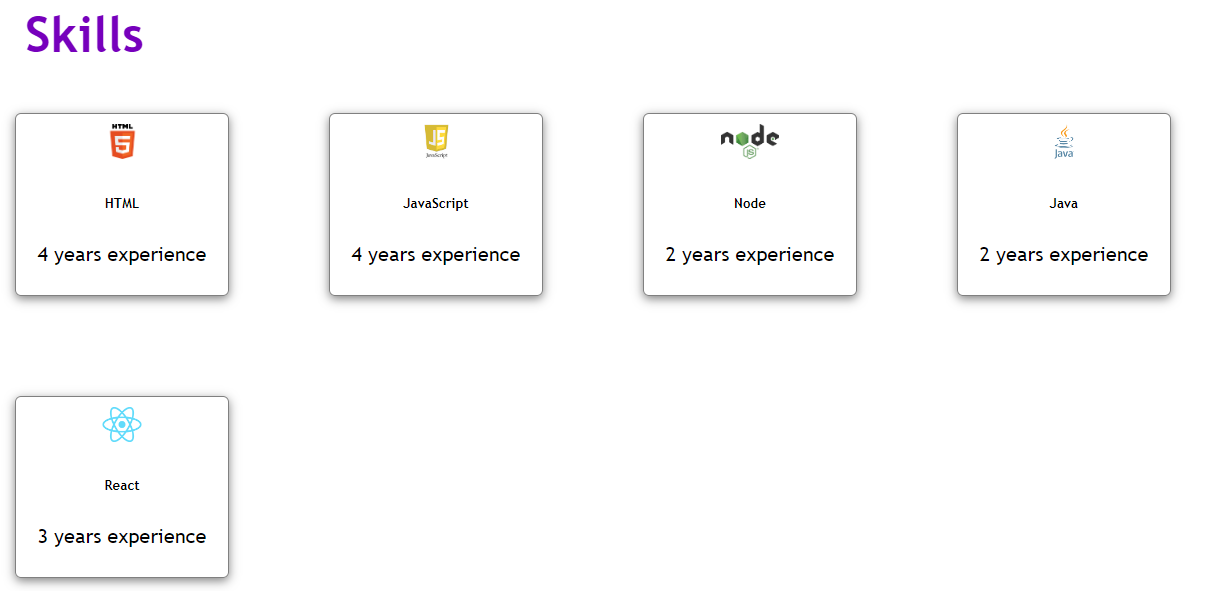 Skills
HTML
5
HTML
4 years experience
JS
JavaScript
JavaScript
4 years experience
node
JS
Node
2 years experience
Java
Java
2 years experience
React
3 years experience